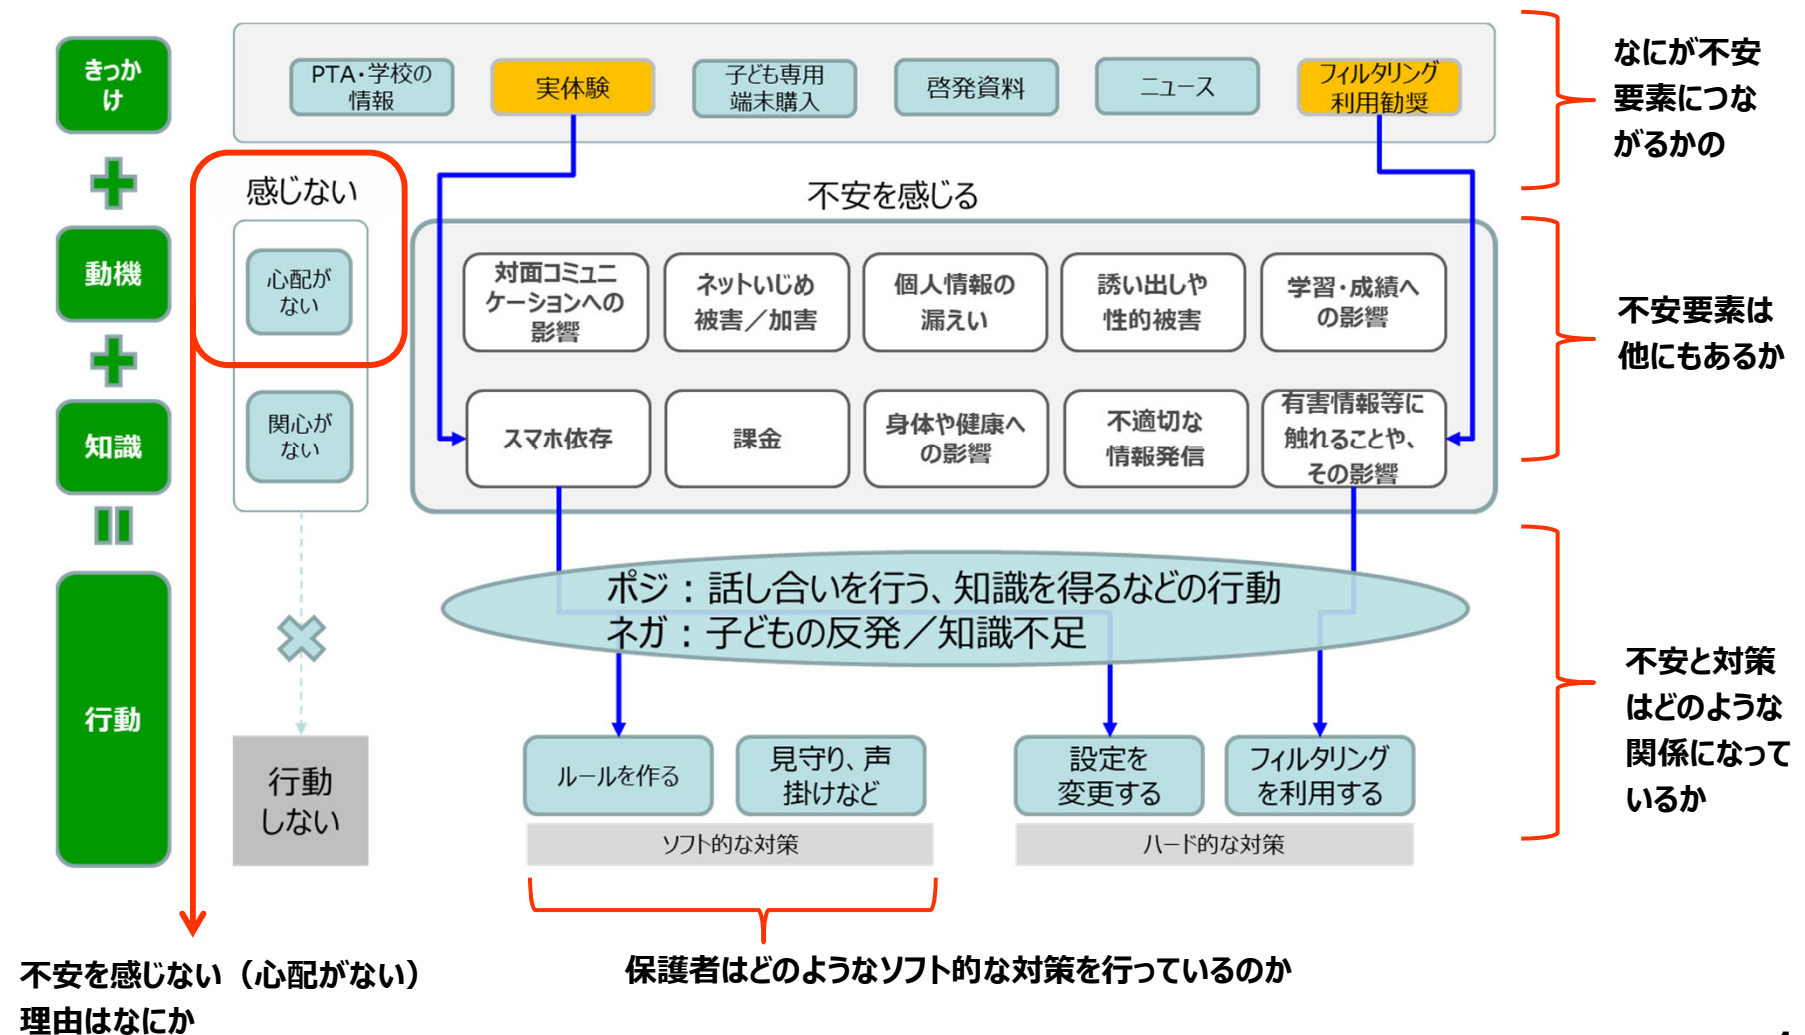 きっか
け
PTA・学校の
情報
実体験
子ども専用
端末購入
啓発資料
ニュース
フィルタリング
利用勧奨
なにが不安
要素につな
がるかの
感じない
不安を感じる
動機
心配が
ない
対面コミュニ
ケーションへの
影響
ネットいじめ
被害／加害
個人情報の
漏えい
誘い出しや
性的被害
学習・成績へ
の影響
不安要素は
他にもあるか
知識
関心が
ない
スマホ依存
課金
身体や健康へ
の影響
不適切な
情報発信
有害情報等に
触れることや、
その影響
ポジ：話し合いを行う、知識を得るなどの行動
ネガ：子どもの反発／知識不足
行動
行動
しない
ルールを作る
見守り、声
掛けなど
設定を
変更する
フィルタリング
を利用する
ソフト的な対策
ハード的な対策
不安と対策
はどのような
関係になって
いるか
不安を感じない（心配がない）
理由はなにか
保護者はどのようなソフト的な対策を行っているのか